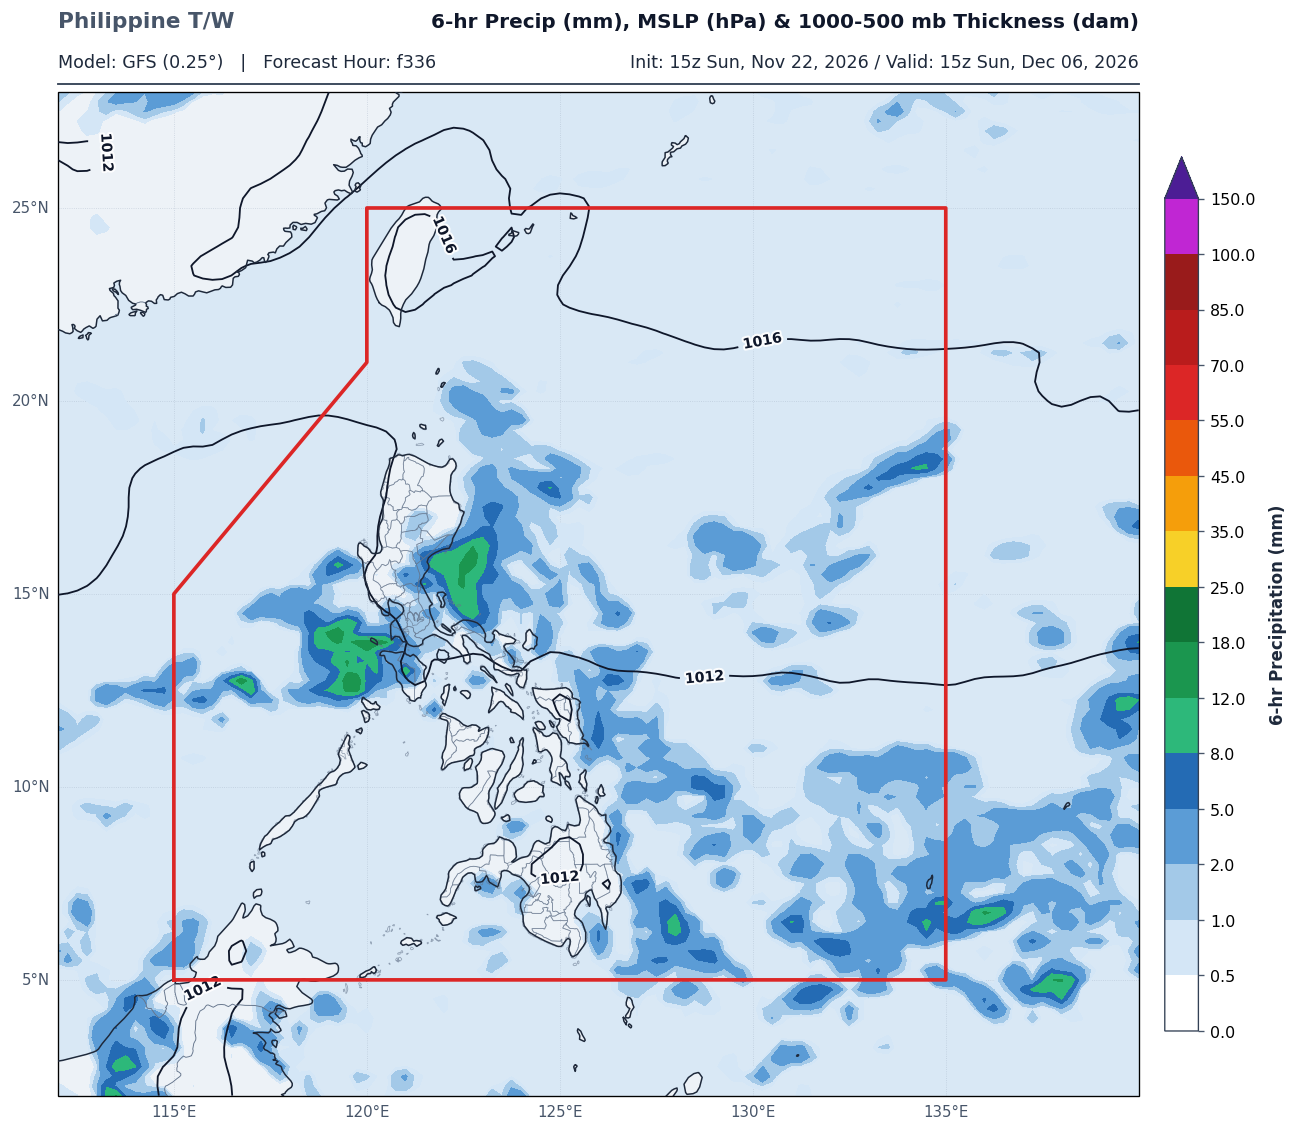 Philippine T/W
6-hr Precip (mm), MSLP (hPa) & 1000-500 mb Thickness (dam)
Model: GFS (0.25°) | Forecast Hour: f336
Init: 15z Sun, Nov 22, 2026 / Valid: 15z Sun, Dec 06, 2026
1012
1016
1016
1012
1012
1012
25°N
20°N
15°N
10°N
5°N
115°E
120°E
125°E
130°E
135°E
150.0
100.0
85.0
70.0
55.0
45.0
35.0
25.0
18.0
12.0
8.0
5.0
2.0
1.0
0.5
0.0
6-hr Precipitation (mm)